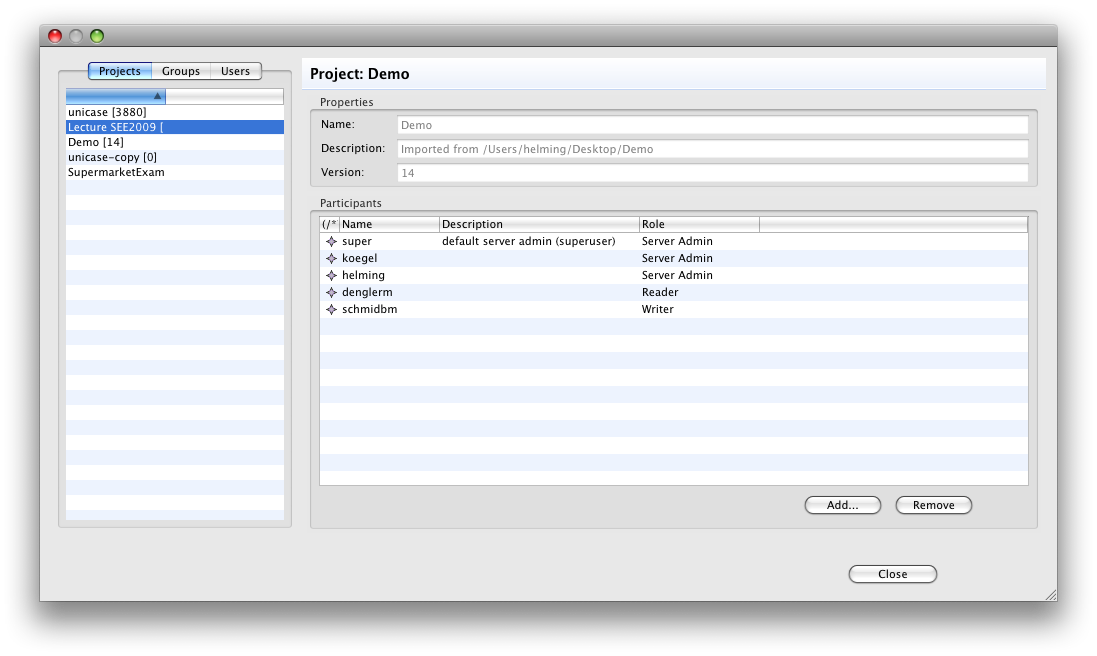 Projects Groups Users
unicase [3880]
Lecture SEE2009 [
Demo [14]
unicase-copy [0]
SupermarketExam
Project: Demo
Properties
Name: Demo
Description: Imported from /Users/helming/Desktop/Demo
Version: 14
Participants
(/* Name Description Role
super default server admin (superuser) Server Admin
koegel Server Admin
helming Server Admin
denglerm Reader
schmidbm Writer
Add... Remove
Close